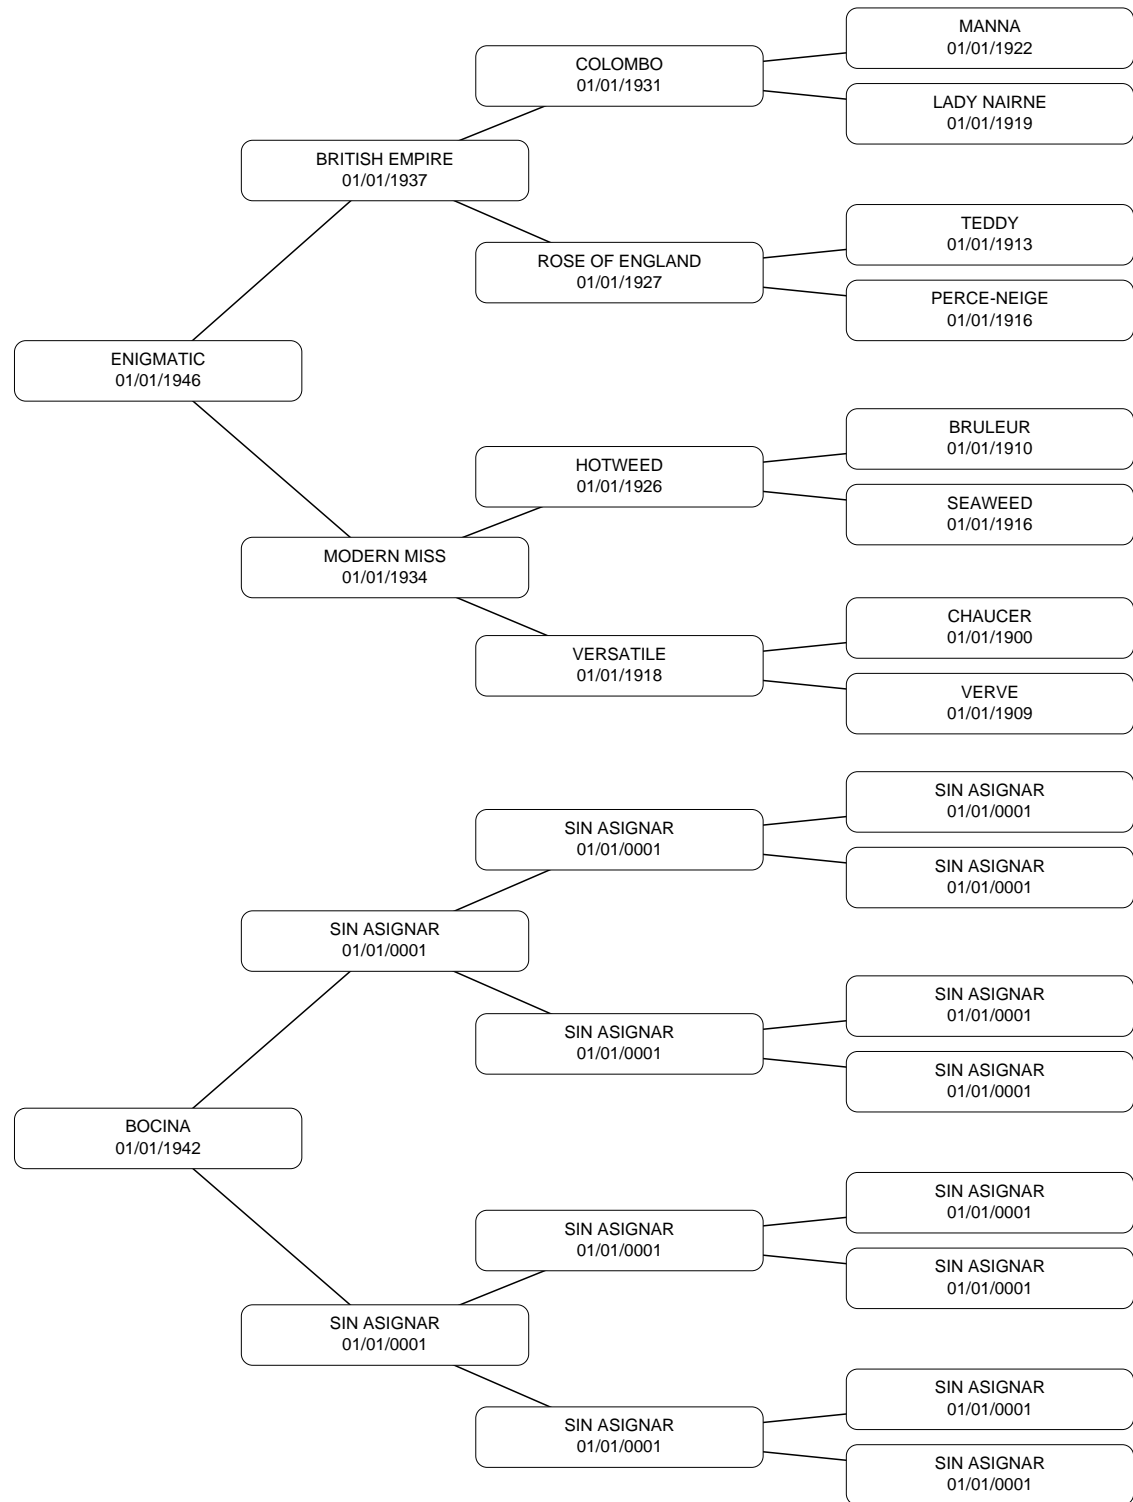 MANNA
01/01/1922
COLOMBO
01/01/1931
LADY NAIRNE
01/01/1919
BRITISH EMPIRE
01/01/1937
TEDDY
01/01/1913
ROSE OF ENGLAND
01/01/1927
PERCE-NEIGE
01/01/1916
ENIGMATIC
01/01/1946
BRULEUR
01/01/1910
HOTWEED
01/01/1926
SEAWEED
01/01/1916
MODERN MISS
01/01/1934
CHAUCER
01/01/1900
VERSATILE
01/01/1918
VERVE
01/01/1909
SIN ASIGNAR
01/01/0001
SIN ASIGNAR
01/01/0001
SIN ASIGNAR
01/01/0001
SIN ASIGNAR
01/01/0001
SIN ASIGNAR
01/01/0001
SIN ASIGNAR
01/01/0001
SIN ASIGNAR
01/01/0001
BOCINA
01/01/1942
SIN ASIGNAR
01/01/0001
SIN ASIGNAR
01/01/0001
SIN ASIGNAR
01/01/0001
SIN ASIGNAR
01/01/0001
SIN ASIGNAR
01/01/0001
SIN ASIGNAR
01/01/0001
SIN ASIGNAR
01/01/0001